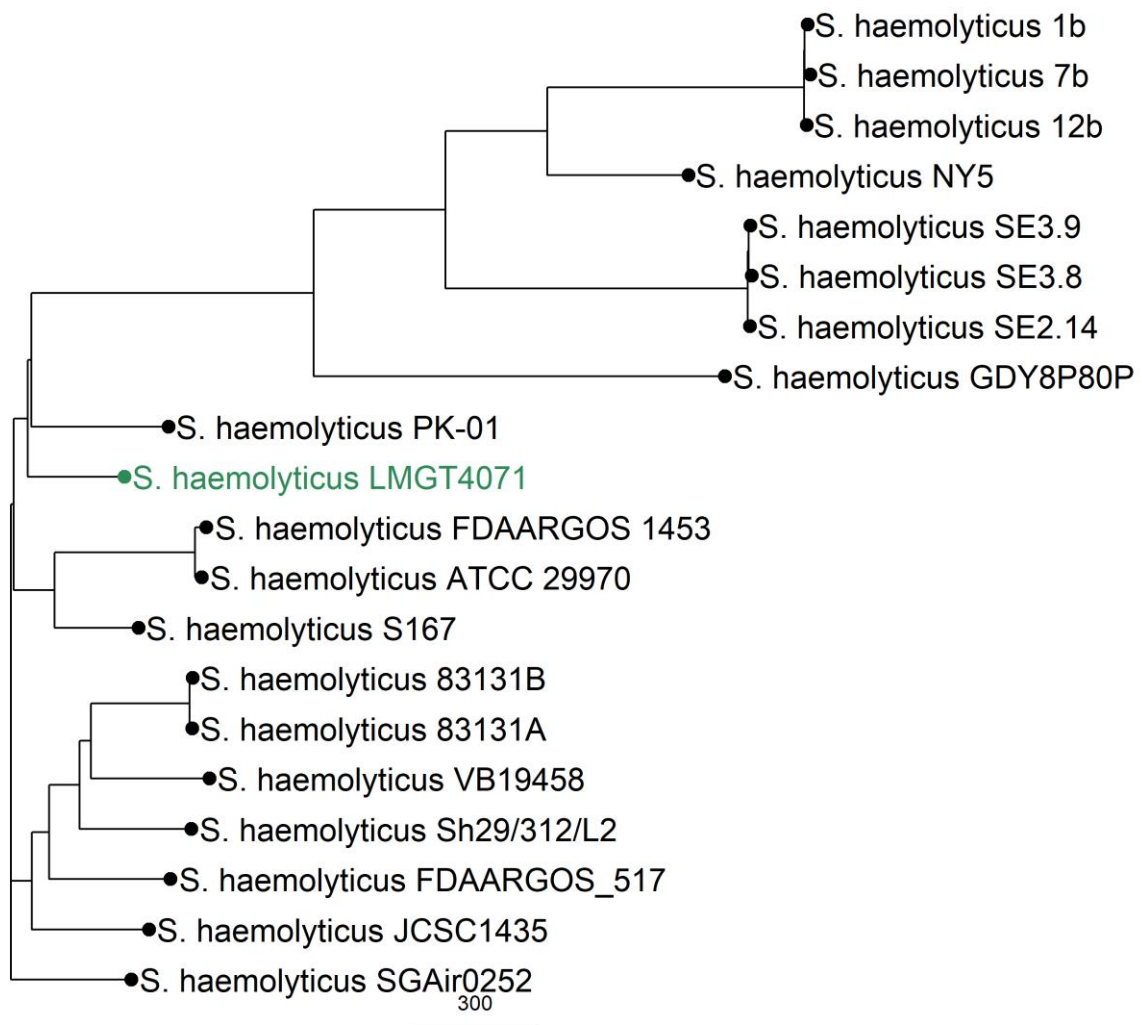 S. haemolyticus 1b
S. haemolyticus 7b
S. haemolyticus 12b
S. haemolyticus NY5
S. haemolyticus SE3.9
S. haemolyticus SE3.8
S. haemolyticus SE2.14
S. haemolyticus GDY8P80P
S. haemolyticus PK-01
S. haemolyticus LMGT4071
S. haemolyticus FDAARGOS 1453
S. haemolyticus ATCC 29970
S. haemolyticus S167
S. haemolyticus 83131B
S. haemolyticus 83131A
S. haemolyticus VB19458
S. haemolyticus Sh29/312/L2
S. haemolyticus FDAARGOS_517
S. haemolyticus JCSC1435
S. haemolyticus SGAir0252
300